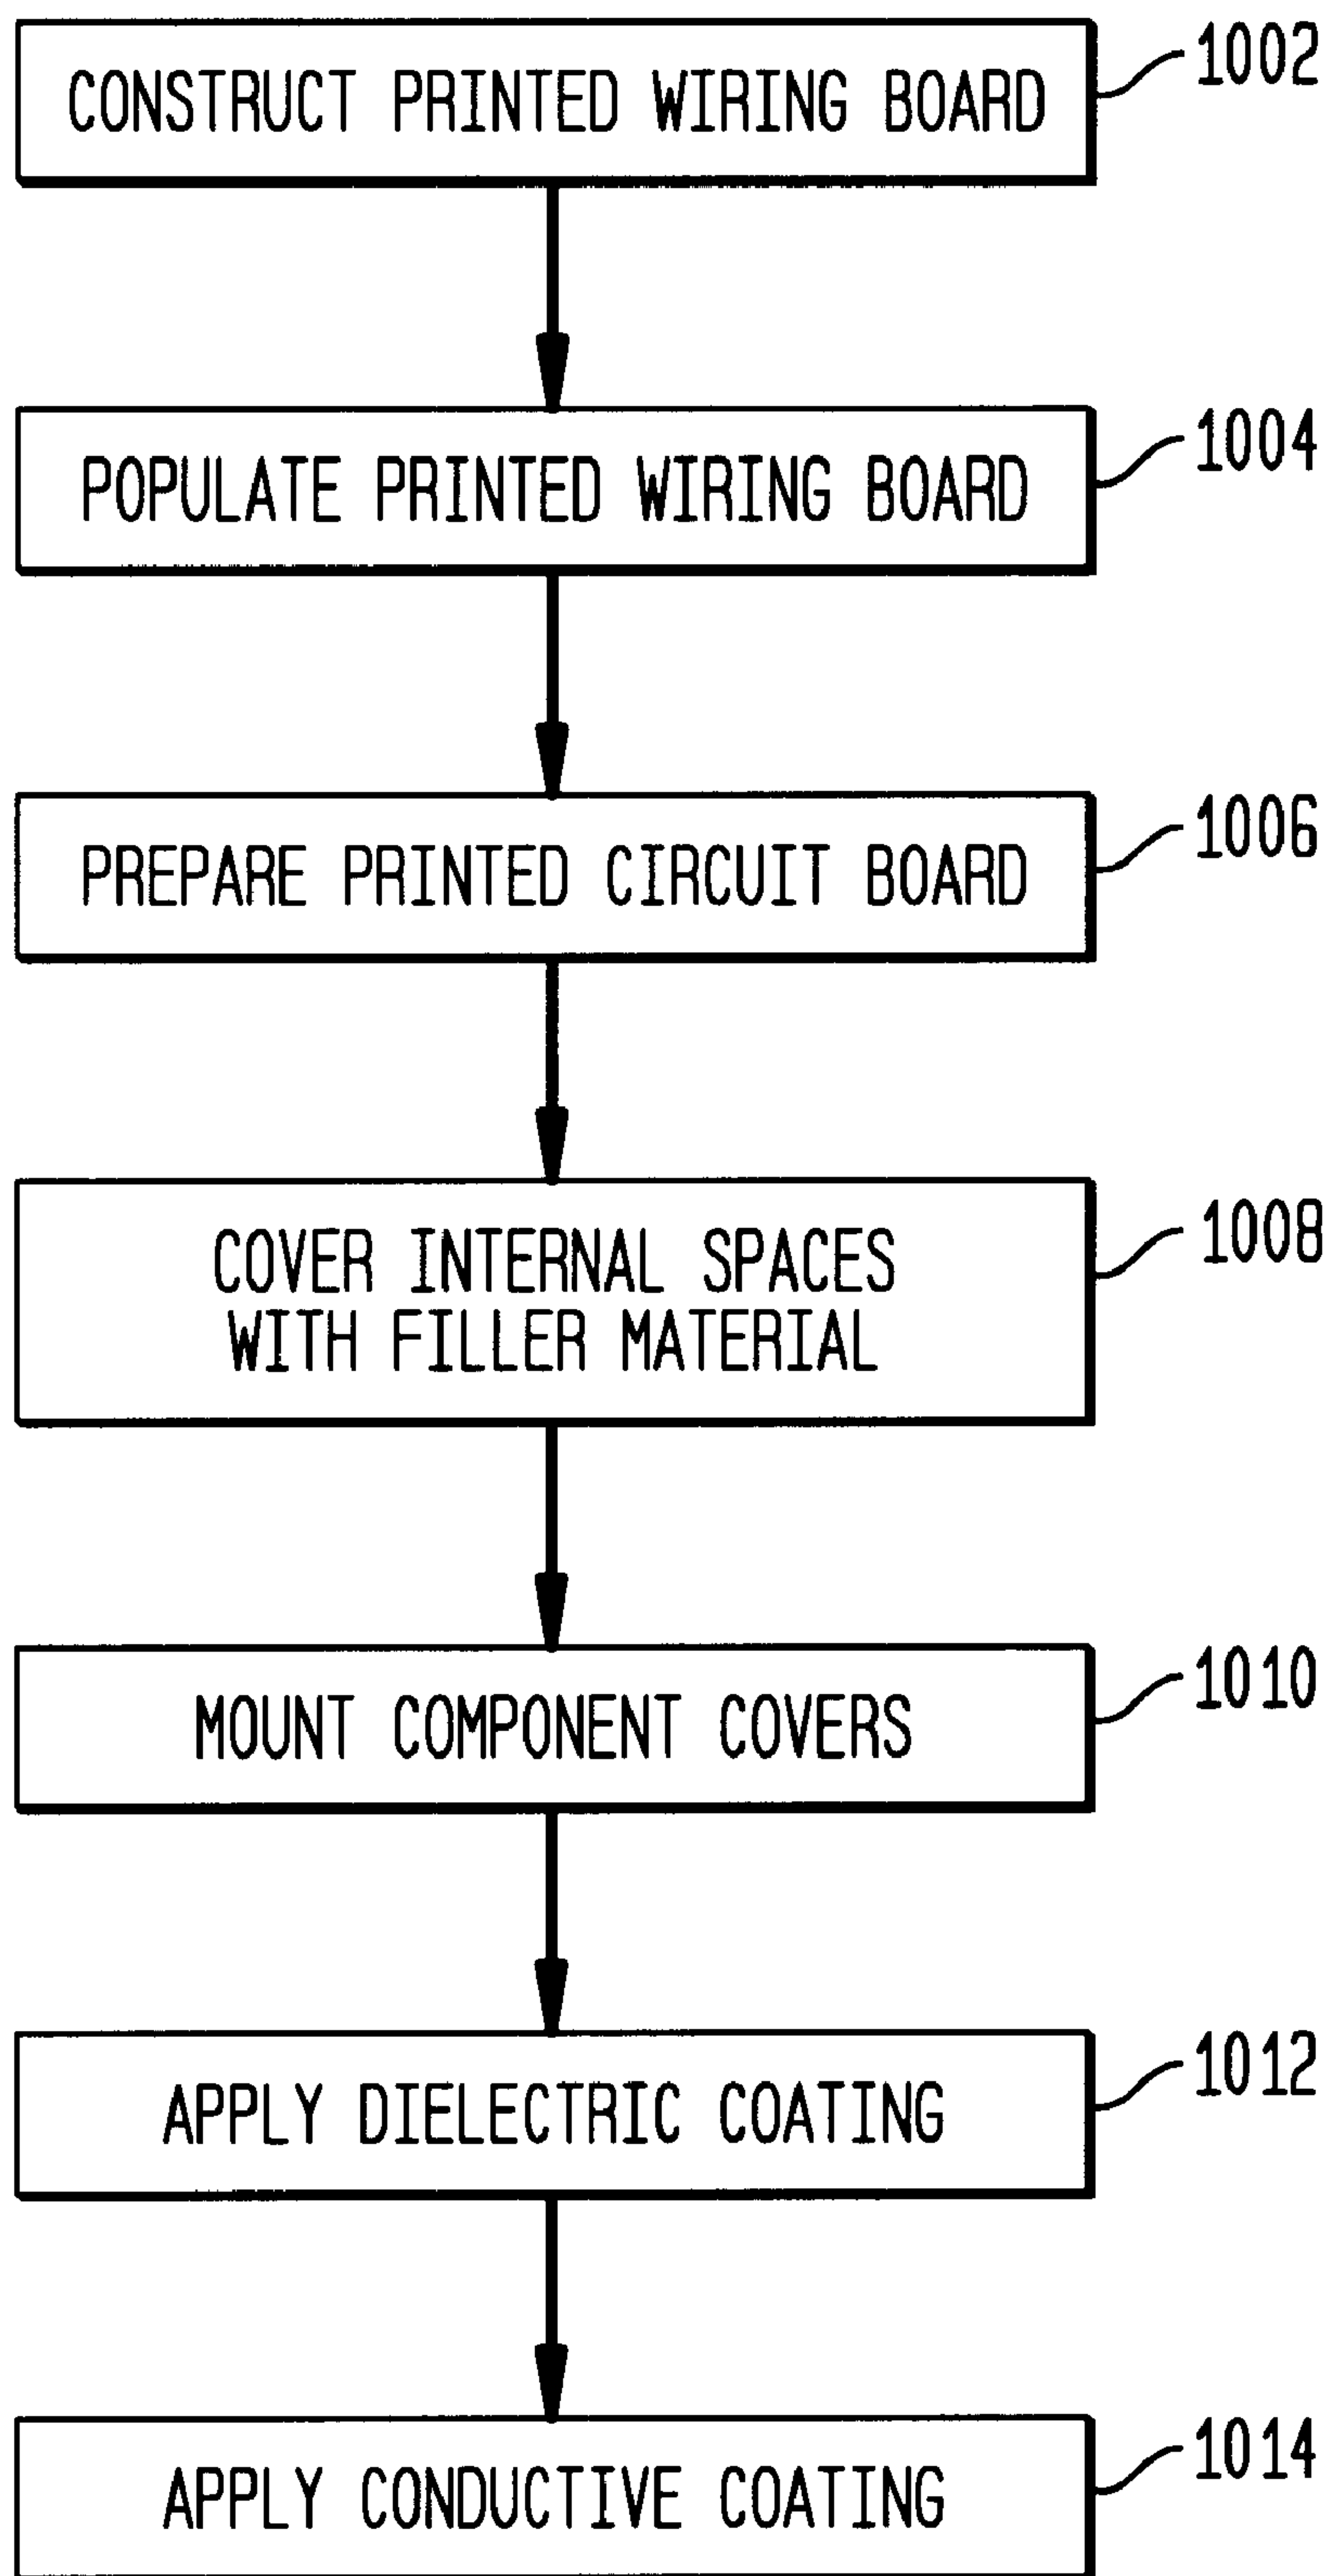 CONSTRUCT PRINTED WIRING BOARD
1002
POPULATE PRINTED WIRING BOARD
1004
PREPARE PRINTED CIRCUIT BOARD
1006
COVER INTERNAL SPACES
WITH FILLER MATERIAL
1008
MOUNT COMPONENT COVERS
1010
APPLY DIELECTRIC COATING
1012
APPLY CONDUCTIVE COATING
1014